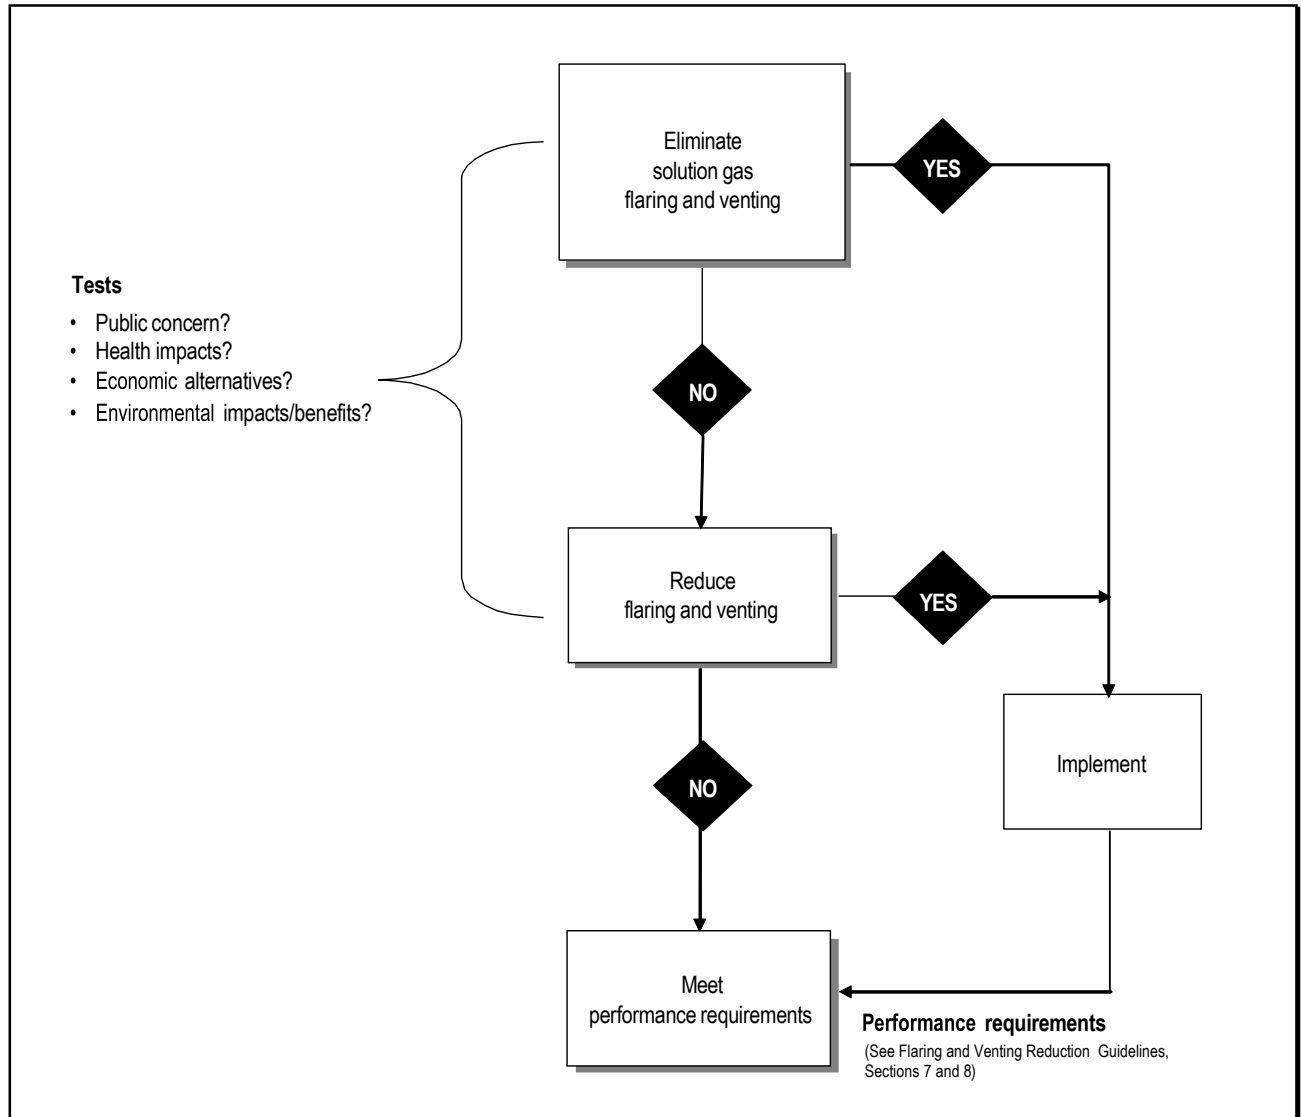 Eliminate
solution gas
flaring and venting
YES
Tests
• Public concern?
• Health impacts?
• Economic alternatives?
• Environmental impacts/benefits?
NO
Reduce
flaring and venting
YES
Implement
NO
Meet
performance requirements
Performance requirements
(See Flaring and Venting Reduction Guidelines,
Sections 7 and 8)